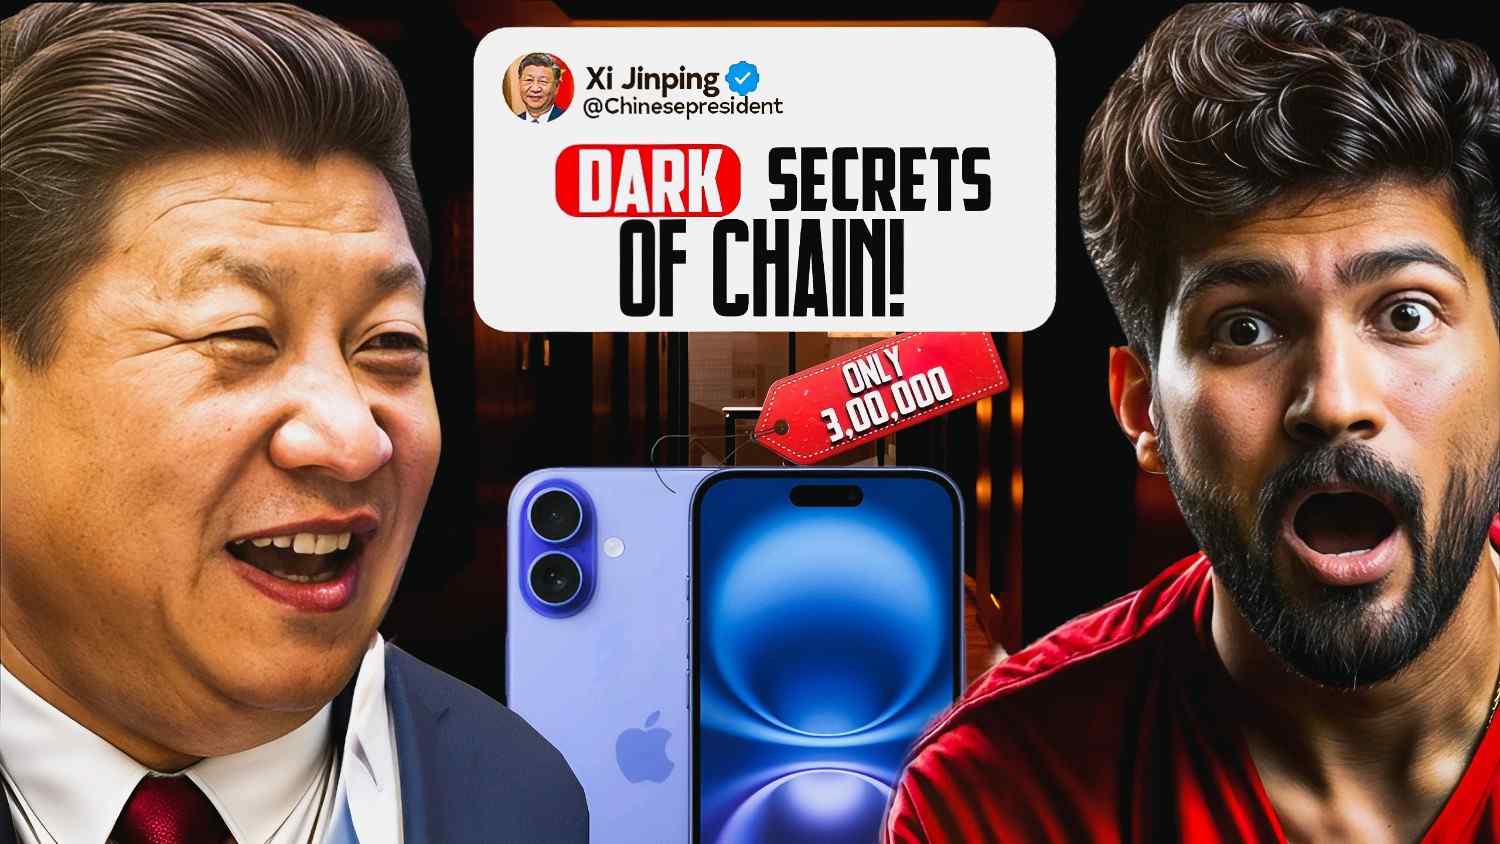 Xi Jinping
@Chinesepresident
DARK SECRETS
OF CHAIN!
ONLY
3,00,000